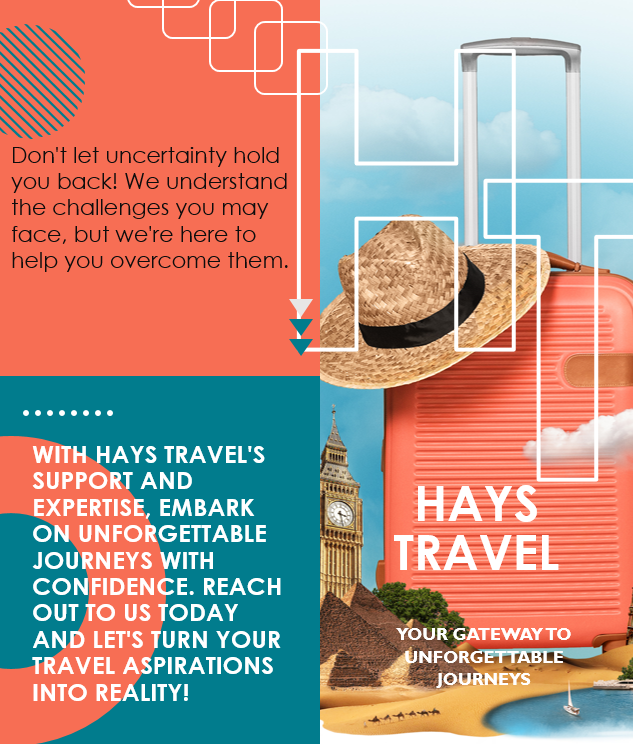 Don't let uncertainty hold
you back! We understand
the challenges you may
face, but we're here to
help you overcome them.
WITH HAYS TRAVEL'S
SUPPORT AND
EXPERTISE, EMBARK
ON UNFORGETTABLE
JOURNEYS WITH
CONFIDENCE. REACH
OUT TO US TODAY
AND LET'S TURN YOUR
TRAVEL ASPIRATIONS
INTO REALITY!
HT
HAYS
TRAVEL
YOUR GATEWAY TO
UNFORGETTABLE
JOURNEYS